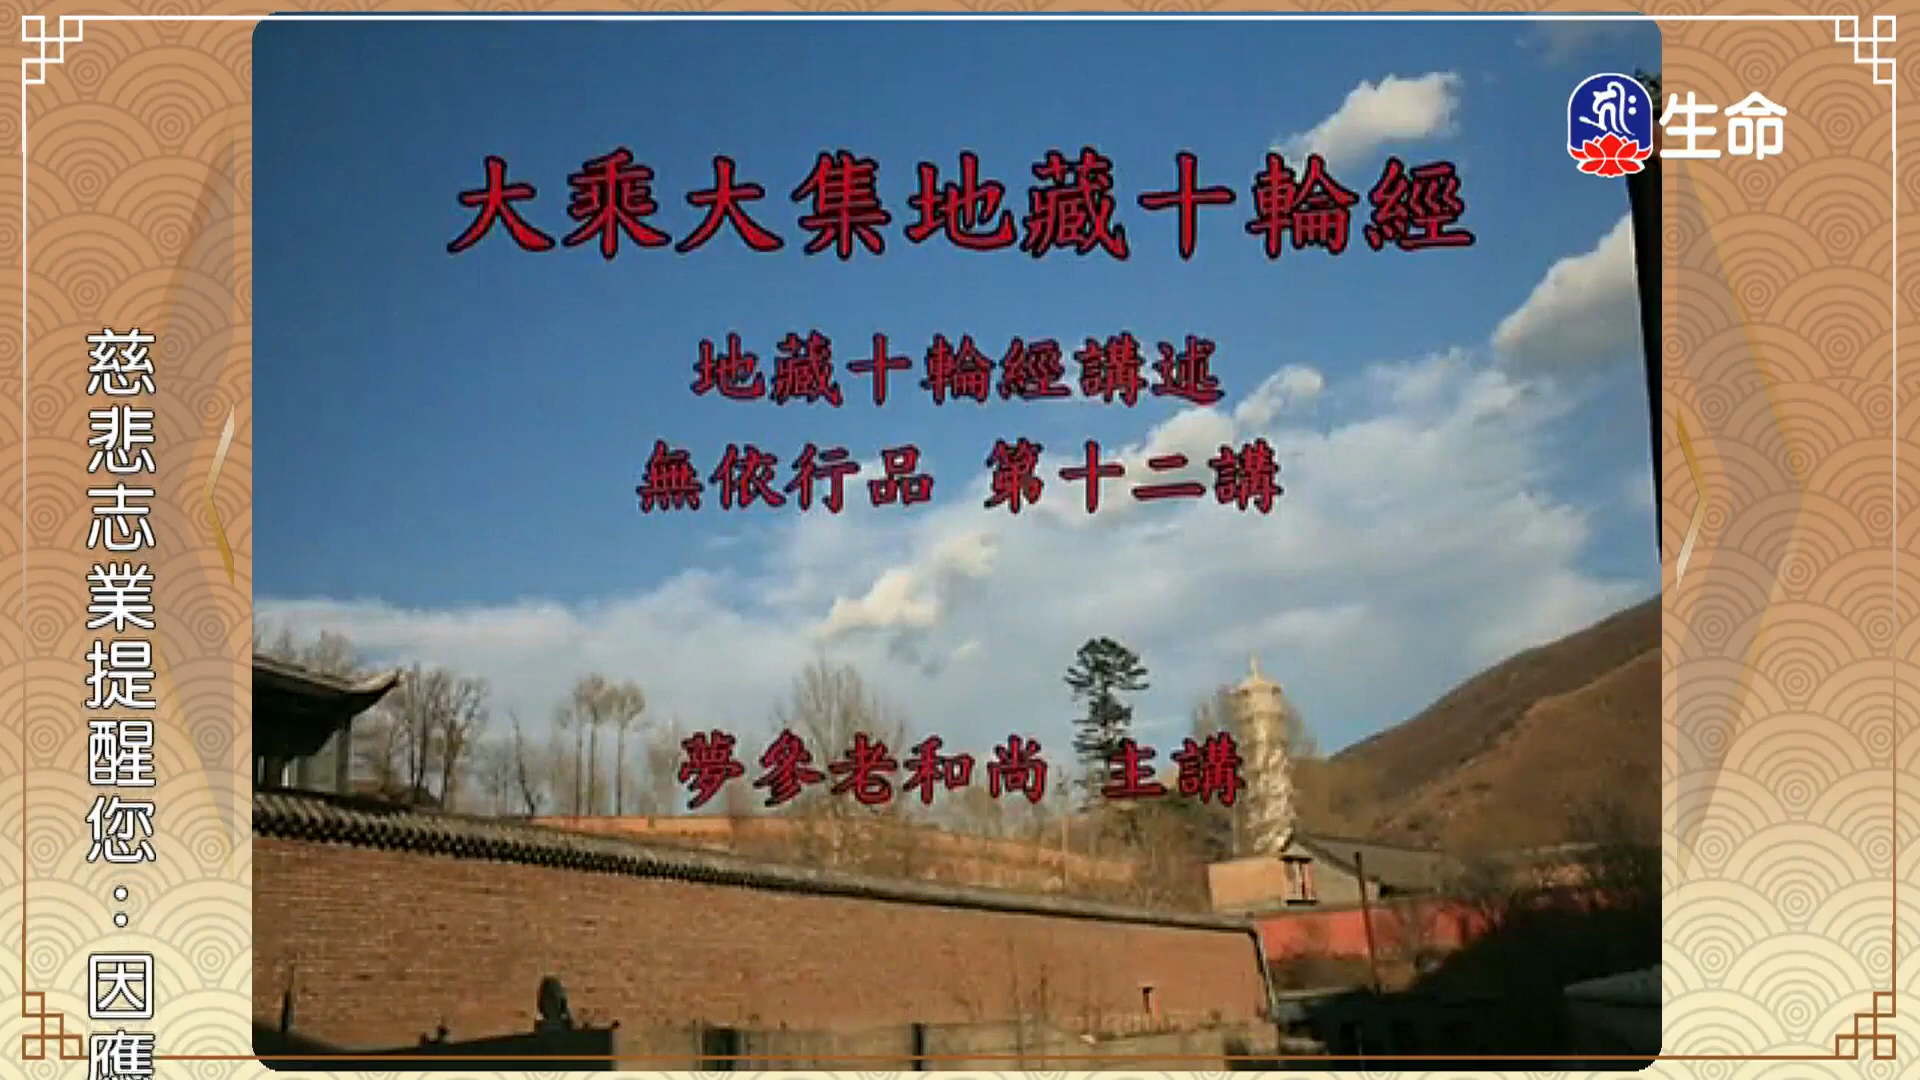 大乘大集地藏十輪經
地藏十輪經講述
無依行品 第十二講
夢參老和尚 主講
生命
慈悲志業提醒您：因應